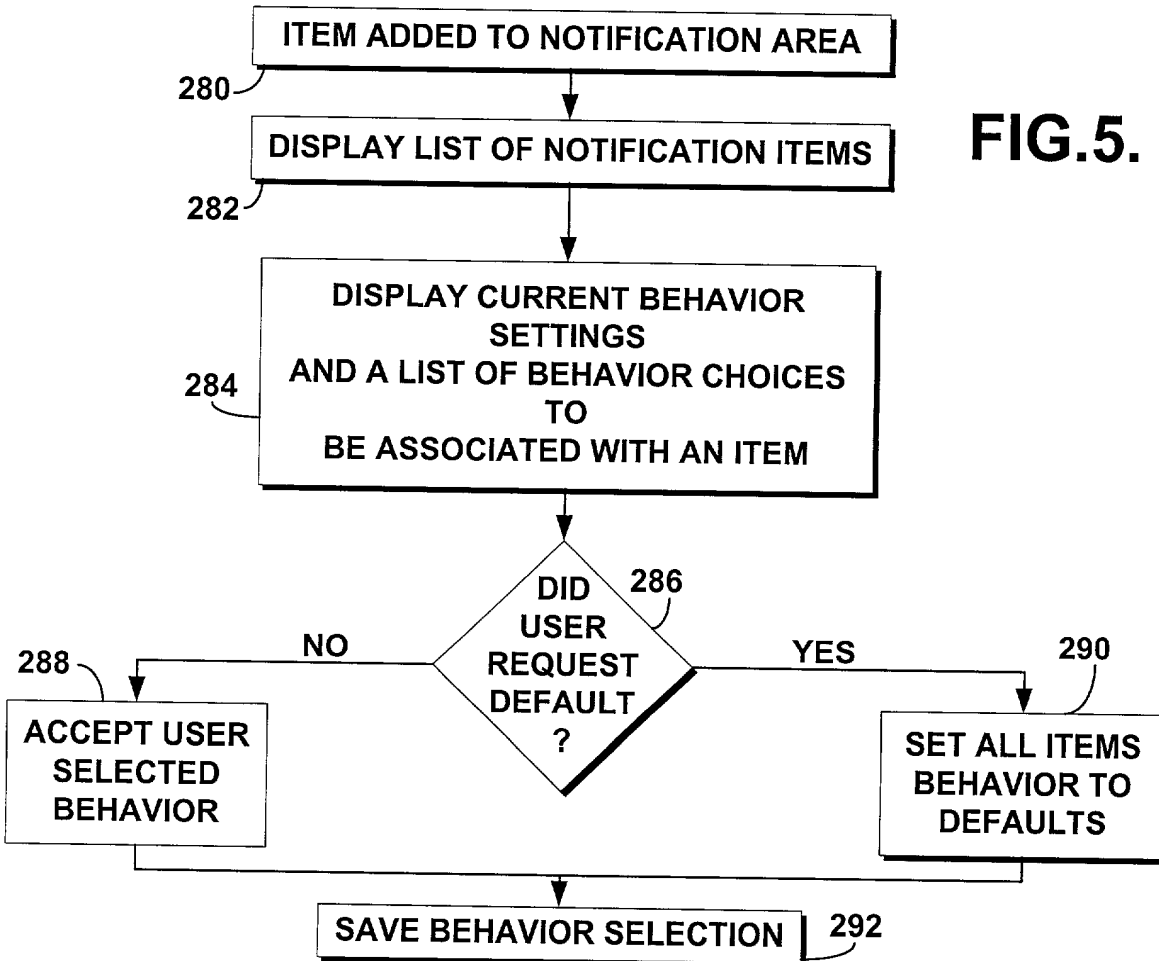 ITEM ADDED TO NOTIFICATION AREA
280
DISPLAY LIST OF NOTIFICATION ITEMS
FIG.5.
282
DISPLAY CURRENT BEHAVIOR
SETTINGS
AND A LIST OF BEHAVIOR CHOICES
TO
BE ASSOCIATED WITH AN ITEM
284
DID
USER
REQUEST
DEFAULT
?
286
NO
YES
288
290
ACCEPT USER
SELECTED
BEHAVIOR
SET ALL ITEMS
BEHAVIOR TO
DEFAULTS
SAVE BEHAVIOR SELECTION
292